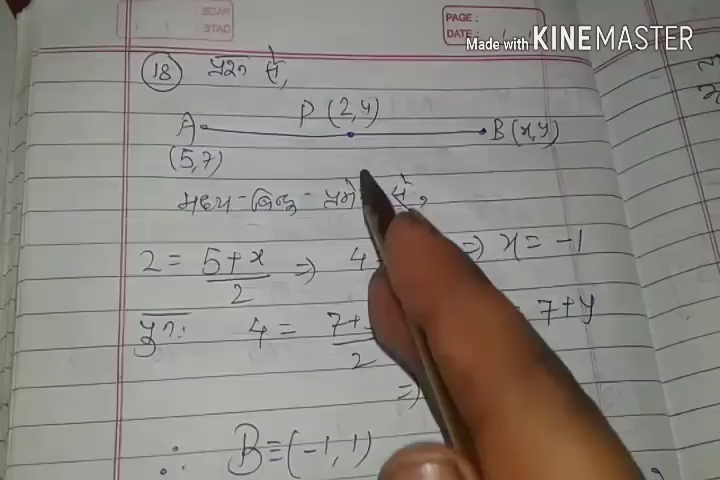 PAGE :
DATE :
Made with KINEMASTER
(18) प्रश्न से,
P (2,4)
A B (x,y)
(5,7)
मध्य-बिन्दु-
2 = 5+x/2 ⇒ 4 ⇒ x = -1
पुनः 4 = 7+ /2 = 7+y
⇒
∴ B ≡ (-1, 1)